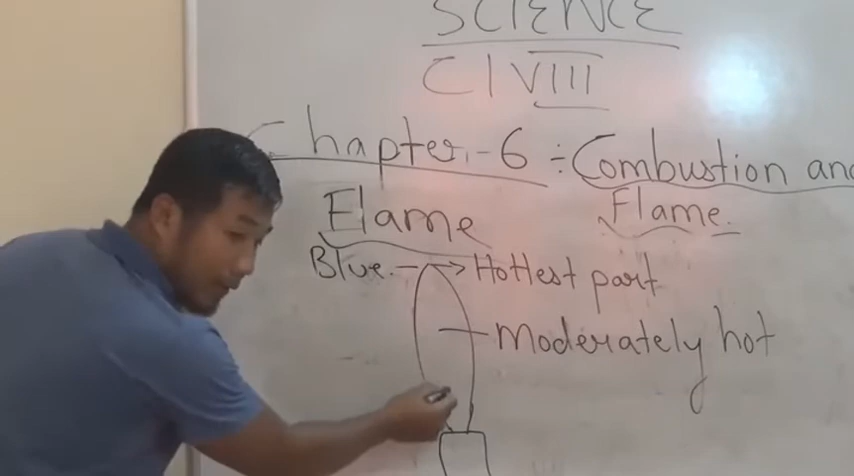 SCIENCE
Cl VIII
Chapter-6 :- Combustion and
Flame.
Flame
Blue. - → Hottest part
Moderately hot